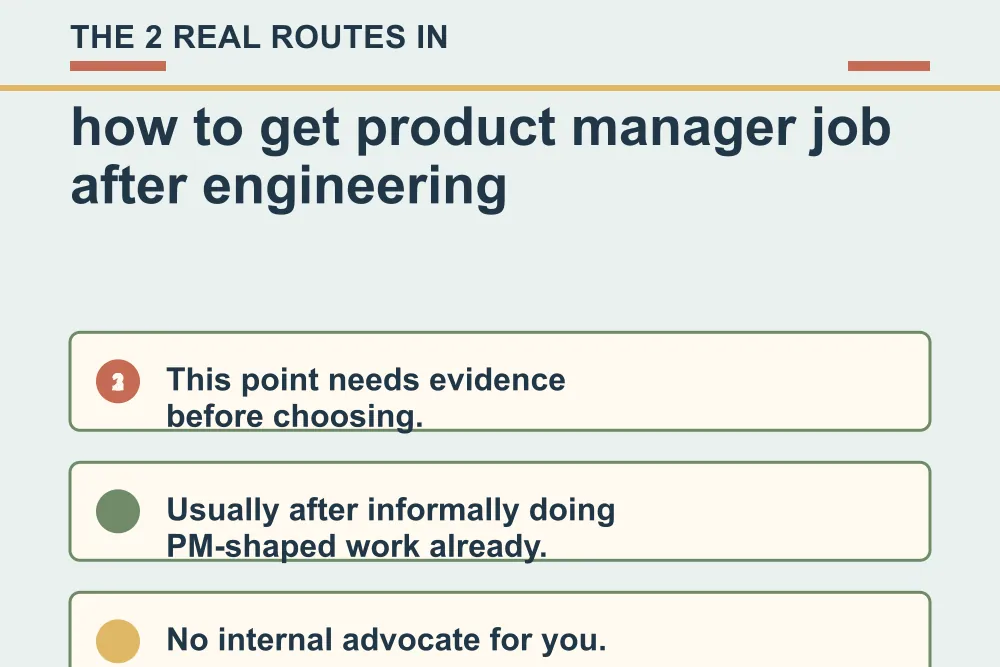 THE 2 REAL ROUTES IN
how to get product manager job
after engineering
This point needs evidence
before choosing.
Usually after informally doing
PM-shaped work already.
No internal advocate for you.